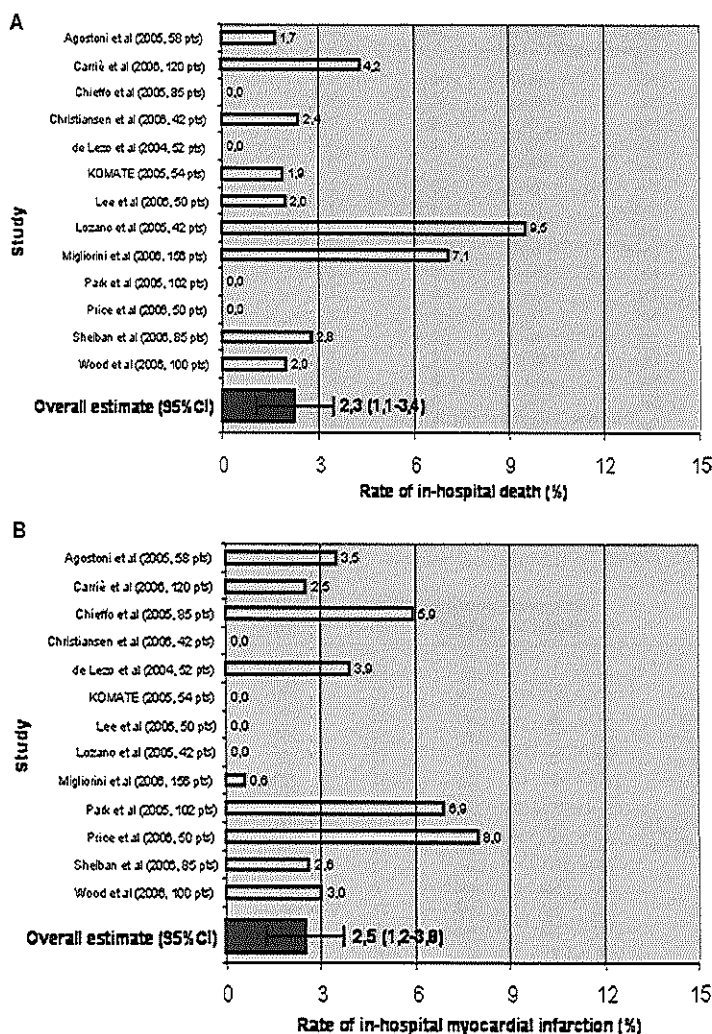 A
Agostoni et al (2005, 58 pts) 1,7
Carriè et al (2006, 120 pts) 4,2
Chieffo et al (2005, 85 pts) 0,0
Christiansen et al (2006, 42 pts) 2,4
de Lezo et al (2004, 52 pts) 0,0
KOMATE (2005, 54 pts) 1,9
Lee et al (2006, 50 pts) 2,0
Lozano et al (2005, 42 pts) 9,5
Migliorini et al (2006, 156 pts) 7,1
Park et al (2005, 102 pts) 0,0
Price et al (2006, 50 pts) 0,0
Sheiban et al (2006, 85 pts) 2,8
Wood et al (2006, 100 pts) 2,0
Overall estimate (95%CI) 2,3 (1,1-3,4)
Study
0 3 6 9 12 15
Rate of in-hospital death (%)
B
Agostoni et al (2005, 58 pts) 3,5
Carriè et al (2006, 120 pts) 2,5
Chieffo et al (2005, 85 pts) 5,9
Christiansen et al (2006, 42 pts) 0,0
de Lezo et al (2004, 52 pts) 3,9
KOMATE (2005, 54 pts) 0,0
Lee et al (2006, 50 pts) 0,0
Lozano et al (2005, 42 pts) 0,0
Migliorini et al (2006, 156 pts) 0,6
Park et al (2005, 102 pts) 6,9
Price et al (2006, 50 pts) 8,0
Sheiban et al (2006, 85 pts) 2,6
Wood et al (2006, 100 pts) 3,0
Overall estimate (95%CI) 2,5 (1,2-3,8)
Study
0 3 6 9 12 15
Rate of in-hospital myocardial infarction (%)